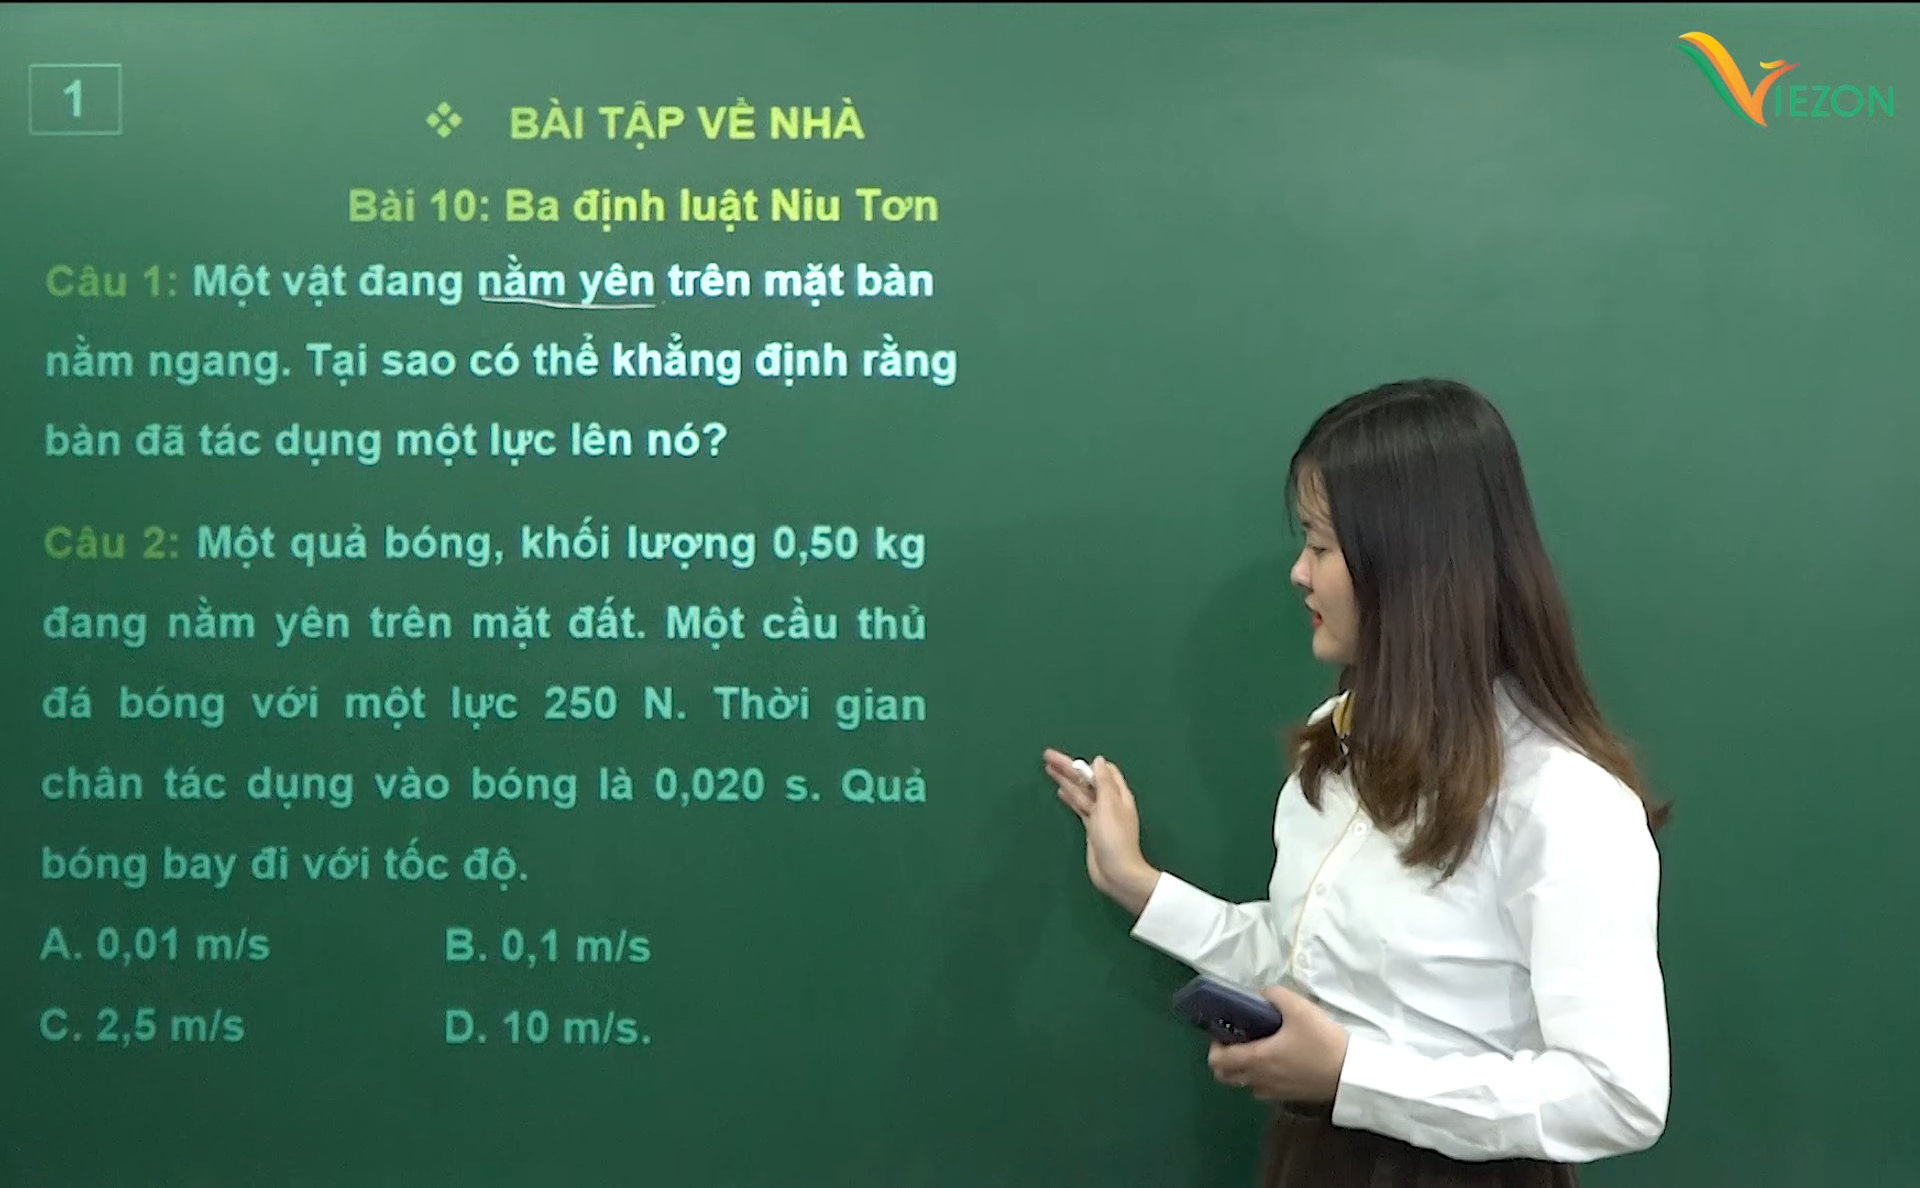 VIEZON
1
❖ BÀI TẬP VỀ NHÀ
Bài 10: Ba định luật Niu Tơn
Câu 1: Một vật đang nằm yên trên mặt bàn
nằm ngang. Tại sao có thể khẳng định rằng
bàn đã tác dụng một lực lên nó?
Câu 2: Một quả bóng, khối lượng 0,50 kg
đang nằm yên trên mặt đất. Một cầu thủ
đá bóng với một lực 250 N. Thời gian
chân tác dụng vào bóng là 0,020 s. Quả
bóng bay đi với tốc độ.
A. 0,01 m/s B. 0,1 m/s
C. 2,5 m/s D. 10 m/s.